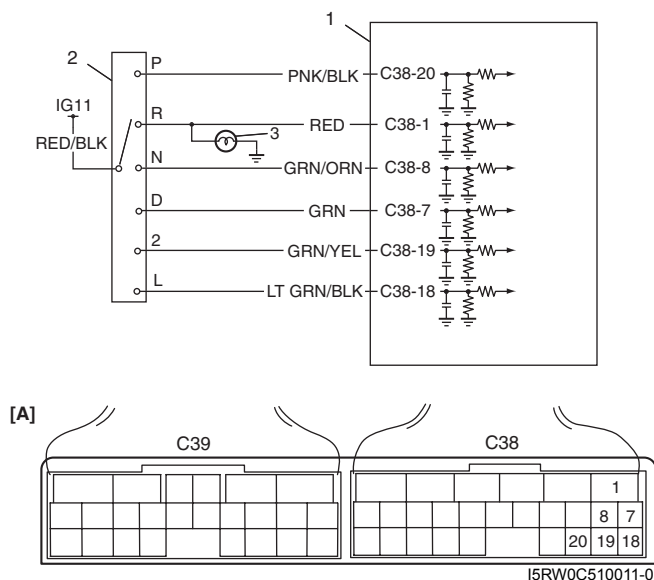 1
2
P
PNK/BLK
C38-20
IG11
R
3
RED
C38-1
RED/BLK
N
GRN/ORN
C38-8
D
GRN
C38-7
2
GRN/YEL
C38-19
L
LT GRN/BLK
C38-18
[A]
C39
C38
1
8 7
20 19 18
I5RW0C510011-0